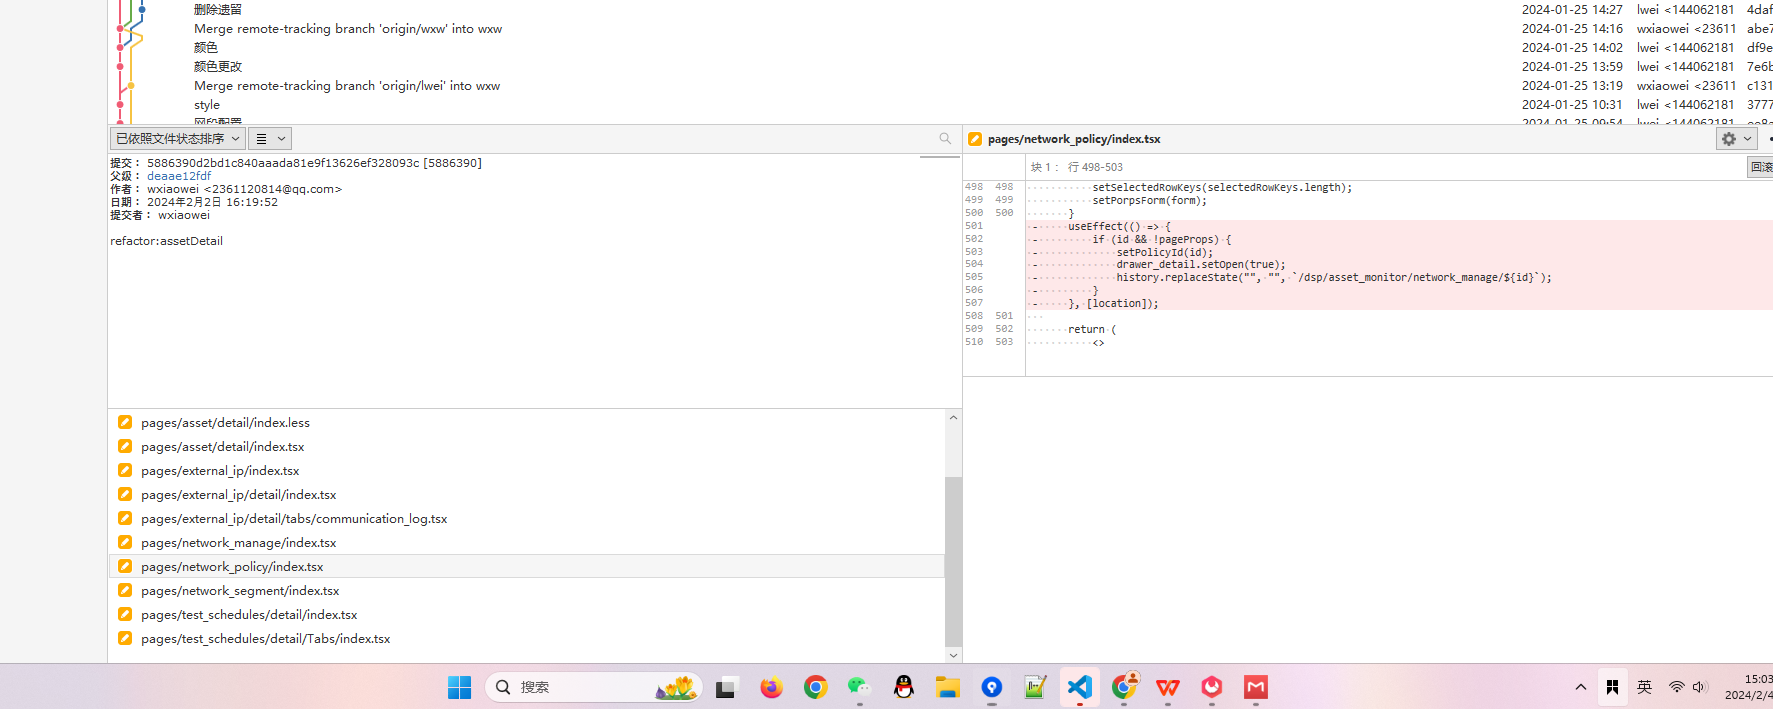 删除遗留 2024-01-25 14:27 lwei <144062181 4daf
Merge remote-tracking branch 'origin/wxw' into wxw 2024-01-25 14:16 wxiaowei <23611 abe7
颜色 2024-01-25 14:02 lwei <144062181 df9e
颜色更改 2024-01-25 13:59 lwei <144062181 7e6b
Merge remote-tracking branch 'origin/lwei' into wxw 2024-01-25 13:19 wxiaowei <23611 c131
style 2024-01-25 10:31 lwei <144062181 3777
网段配置 2024-01-25 09:54 lwei <144062181
已依照文件状态排序
提交： 5886390d2bd1c840aaada81e9f13626ef328093c [5886390]
父级： deaae12fdf
作者： wxiaowei <2361120814@qq.com>
日期： 2024年2月2日 16:19:52
提交者： wxiaowei
refactor:assetDetail
pages/asset/detail/index.less
pages/asset/detail/index.tsx
pages/external_ip/index.tsx
pages/external_ip/detail/index.tsx
pages/external_ip/detail/tabs/communication_log.tsx
pages/network_manage/index.tsx
pages/network_policy/index.tsx
pages/network_segment/index.tsx
pages/test_schedules/detail/index.tsx
pages/test_schedules/detail/Tabs/index.tsx
pages/network_policy/index.tsx
块 1： 行 498-503
回滚
498 498 setSelectedRowKeys(selectedRowKeys.length);
499 499 setPorpsForm(form);
500 500 }
501 - useEffect(() => {
502 - if (id && !pageProps) {
503 - setPolicyId(id);
504 - drawer_detail.setOpen(true);
505 - history.replaceState("", "", `/dsp/asset_monitor/network_manage/${id}`);
506 - }
507 - }, [location]);
508 501
509 502 return (
510 503 <>
搜索
英
15:03
2024/2/4